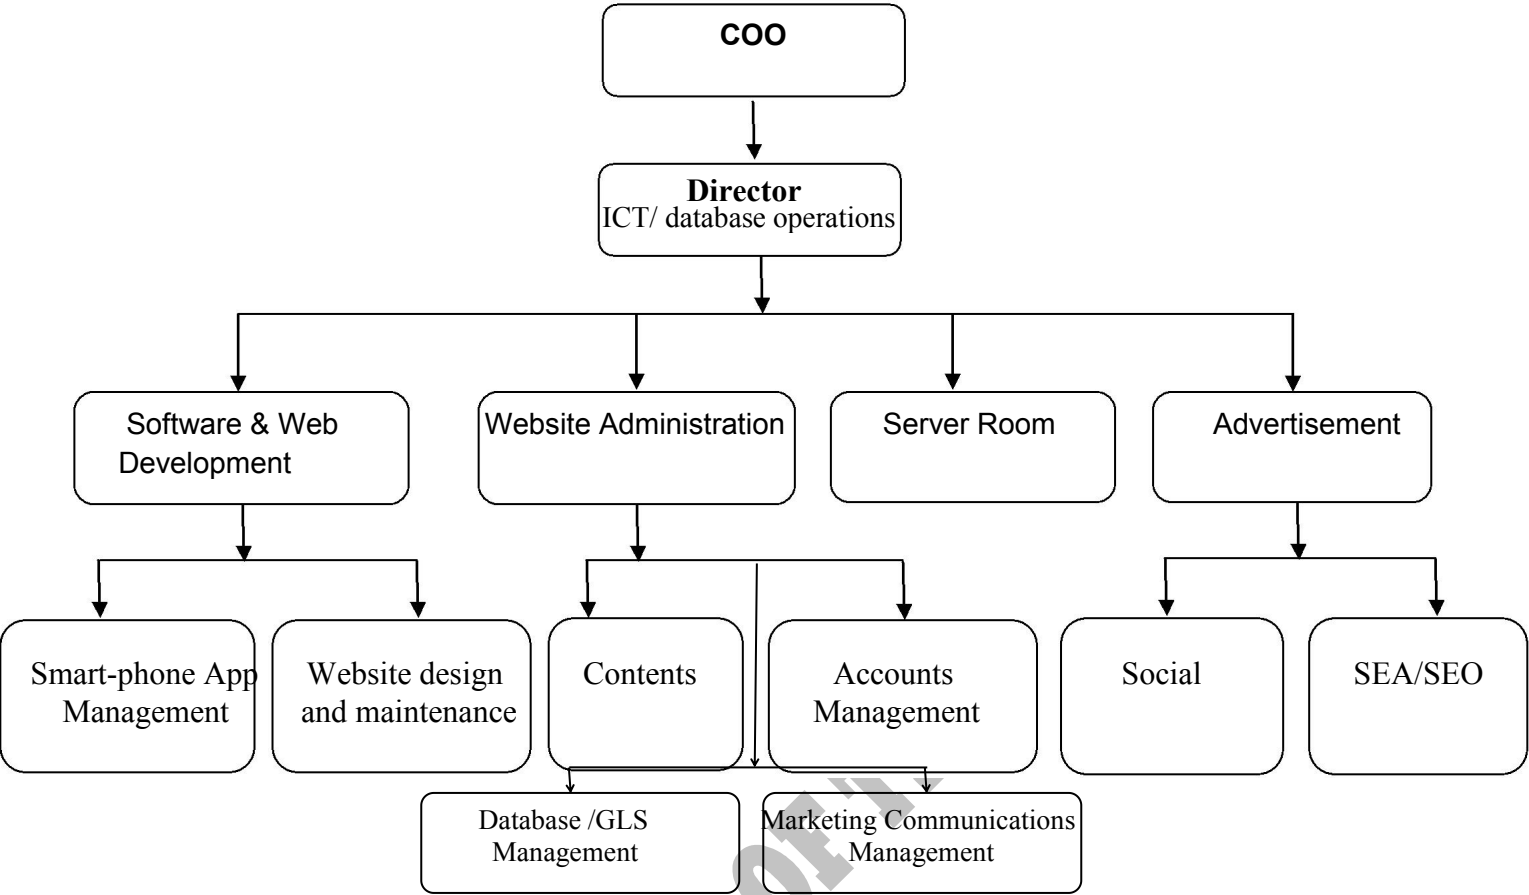 COO
Director
ICT/ database operations
Software & Web
Development
Website Administration
Server Room
Advertisement
Smart-phone App
Management
Website design
and maintenance
Contents
Accounts
Management
Social
SEA/SEO
Database /GLS
Management
Marketing Communications
Management
OF